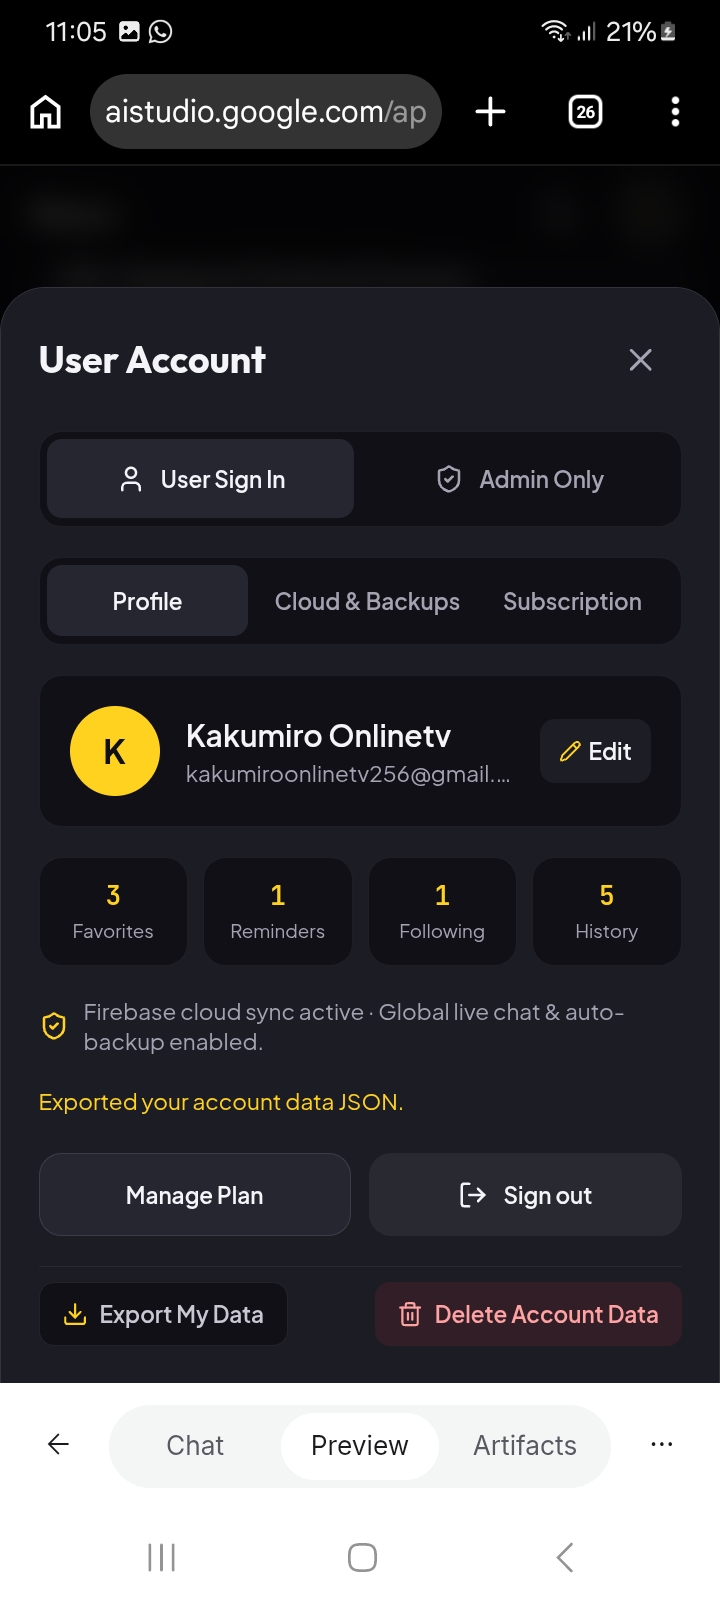 11:05
21%
aistudio.google.com/ap
26
User Account
User Sign In
Admin Only
Profile
Cloud & Backups
Subscription
K
Kakumiro Onlinetv
kakumiroonlinetv256@gmail....
Edit
3
Favorites
1
Reminders
1
Following
5
History
Firebase cloud sync active · Global live chat & auto-
backup enabled.
Exported your account data JSON.
Manage Plan
Sign out
Export My Data
Delete Account Data
Chat
Preview
Artifacts